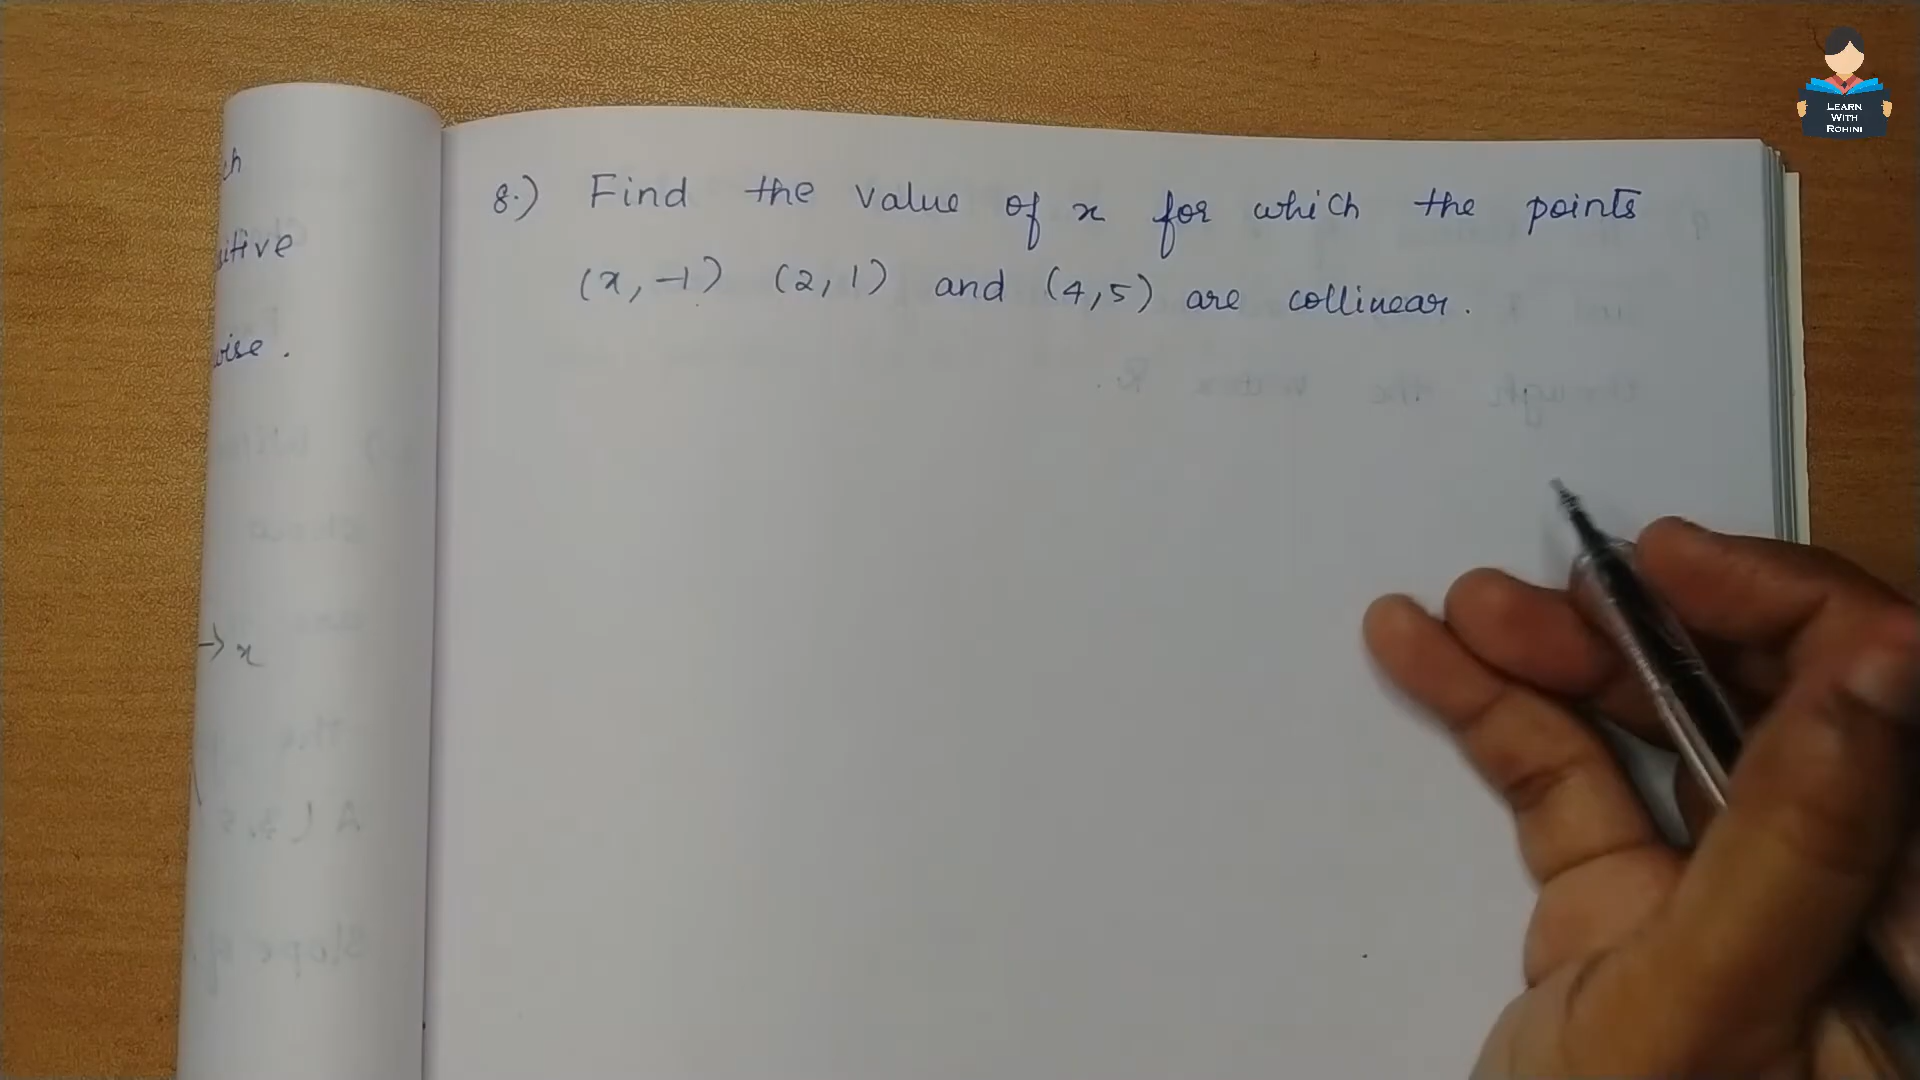 8.) Find the value of x for which the points
(x, -1) (2, 1) and (4, 5) are collinear.
→ x
LEARN
WITH
ROHINI